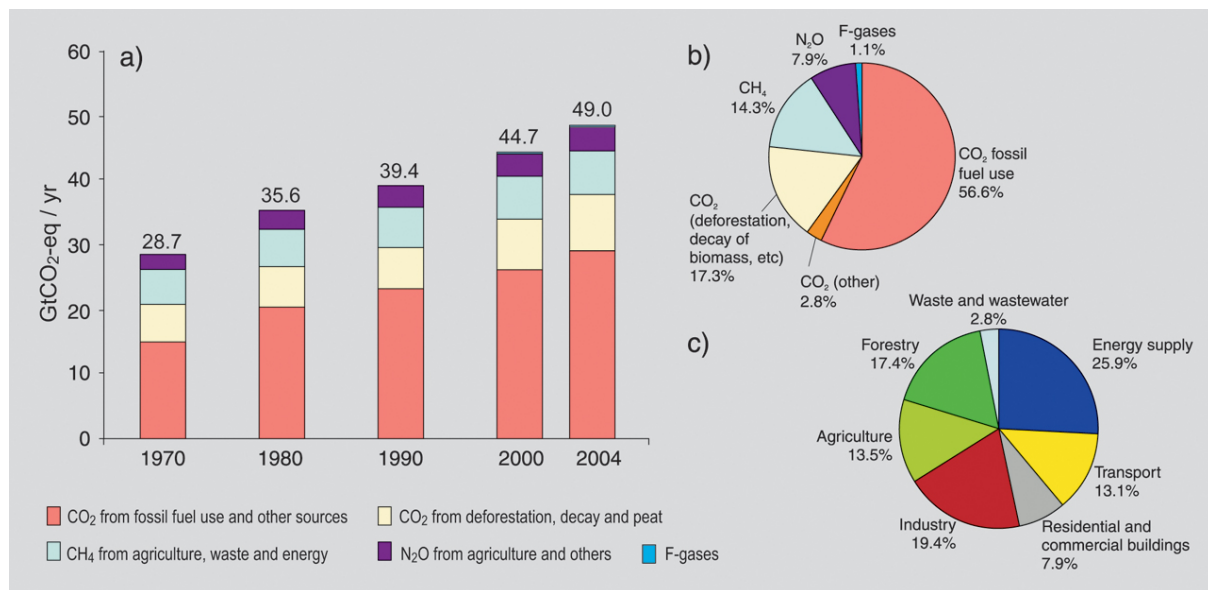 a)
60
50
40
30
20
10
0
GtCO₂-eq / yr
28.7
35.6
39.4
44.7
49.0
1970
1980
1990
2000
2004
CO₂ from fossil fuel use and other sources
CO₂ from deforestation, decay and peat
CH₄ from agriculture, waste and energy
N₂O from agriculture and others
F-gases
b)
F-gases
1.1%
N₂O
7.9%
CH₄
14.3%
CO₂ fossil
fuel use
56.6%
CO₂
(deforestation,
decay of
biomass, etc)
17.3%
CO₂ (other)
2.8%
c)
Waste and wastewater
2.8%
Forestry
17.4%
Energy supply
25.9%
Agriculture
13.5%
Transport
13.1%
Industry
19.4%
Residential and
commercial buildings
7.9%